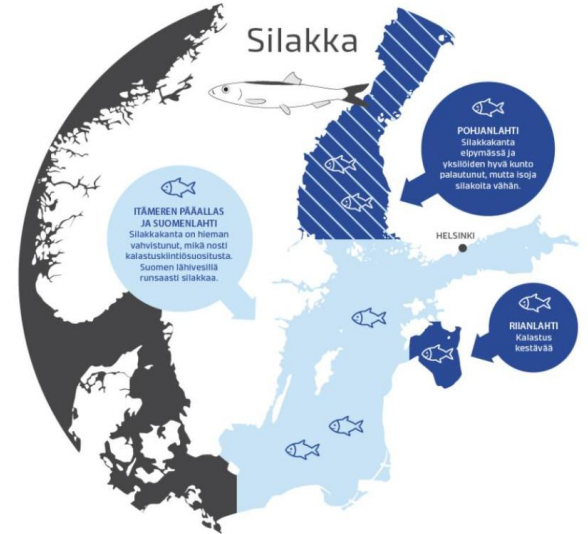 Silakka
POHJANLAHTI
Silakkakanta
elpymässä ja
yksilöiden hyvä kunto
palautunut, mutta isoja
silakoita vähän.
ITÄMEREN PÄÄALLAS
JA SUOMENLAHTI
Silakkakanta on hieman
vahvistunut, mikä nosti
kalastuskiintiösuositusta.
Suomen lähivesillä
runsaasti silakkaa.
HELSINKI
RIIANLAHTI
Kalastus
kestävää